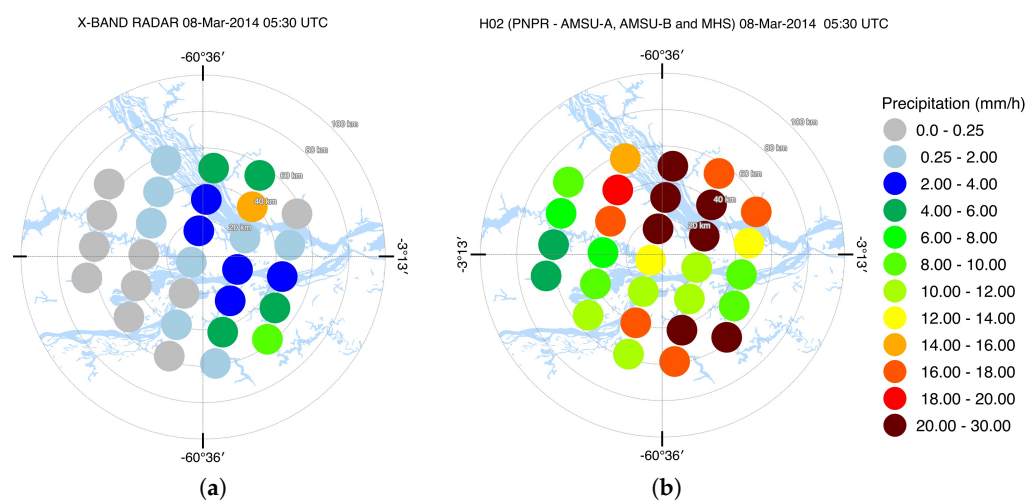 X-BAND RADAR 08-Mar-2014 05:30 UTC
H02 (PNPR - AMSU-A, AMSU-B and MHS) 08-Mar-2014 05:30 UTC
-60°36′
-60°36′
100 km
80 km
60 km
40 km
20 km
-3°13′
-60°36′
100 km
80 km
60 km
40 km
20 km
-3°13′
-3°13′
-60°36′
Precipitation (mm/h)
0.0 - 0.25
0.25 - 2.00
2.00 - 4.00
4.00 - 6.00
6.00 - 8.00
8.00 - 10.00
10.00 - 12.00
12.00 - 14.00
14.00 - 16.00
16.00 - 18.00
18.00 - 20.00
20.00 - 30.00
(a)
(b)